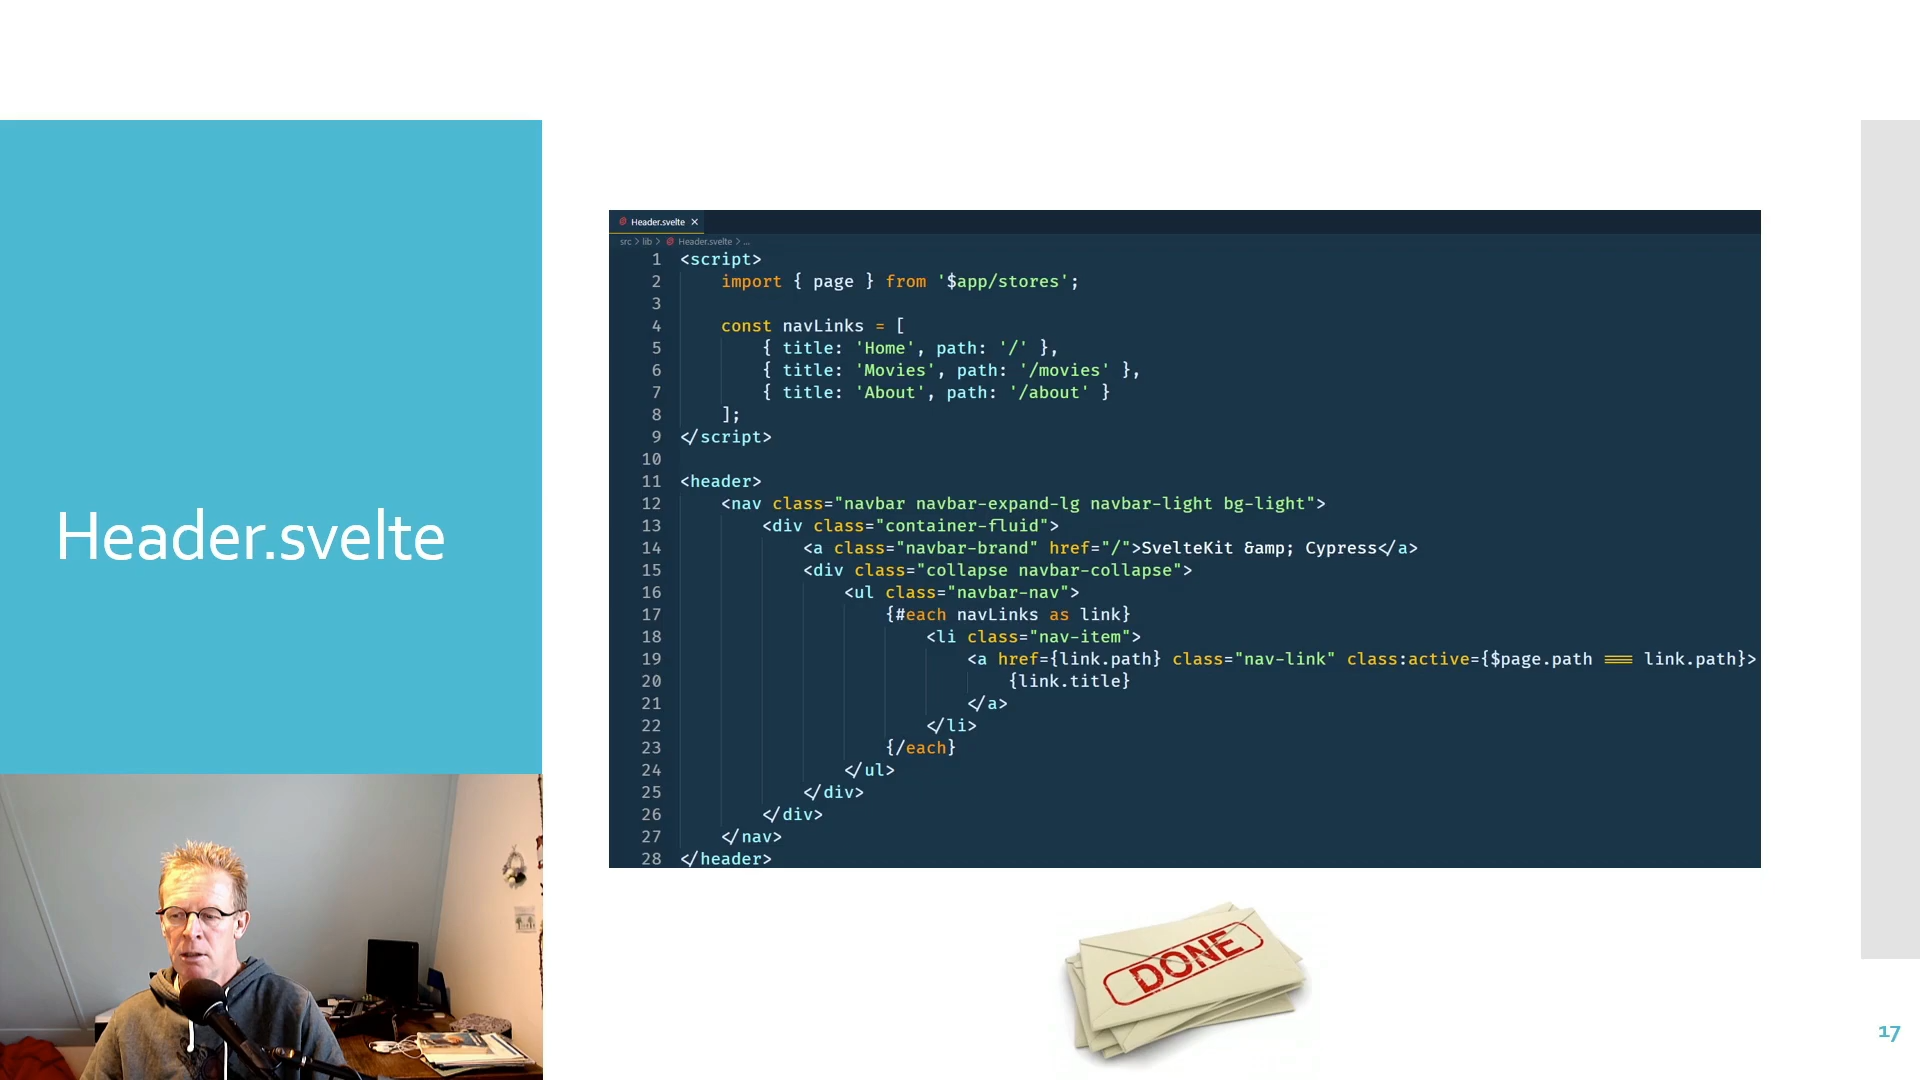 Header.svelte
Header.svelte ×
src > lib > Header.svelte > ...
1 <script>
2 import { page } from '$app/stores';
3
4 const navLinks = [
5 { title: 'Home', path: '/' },
6 { title: 'Movies', path: '/movies' },
7 { title: 'About', path: '/about' }
8 ];
9 </script>
10
11 <header>
12 <nav class="navbar navbar-expand-lg navbar-light bg-light">
13 <div class="container-fluid">
14 <a class="navbar-brand" href="/">SvelteKit &amp; Cypress</a>
15 <div class="collapse navbar-collapse">
16 <ul class="navbar-nav">
17 {#each navLinks as link}
18 <li class="nav-item">
19 <a href={link.path} class="nav-link" class:active={$page.path === link.path}>
20 {link.title}
21 </a>
22 </li>
23 {/each}
24 </ul>
25 </div>
26 </div>
27 </nav>
28 </header>
DONE
17